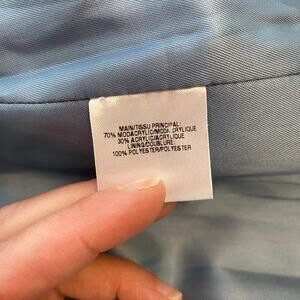 MAIN/TISSU PRINCIPAL:
70% MODACRYLIC/MODACRYLIQUE
30% ACRYLIC/ACRYLIQUE
LINING/DOUBLURE:
100% POLYESTER/POLYESTER